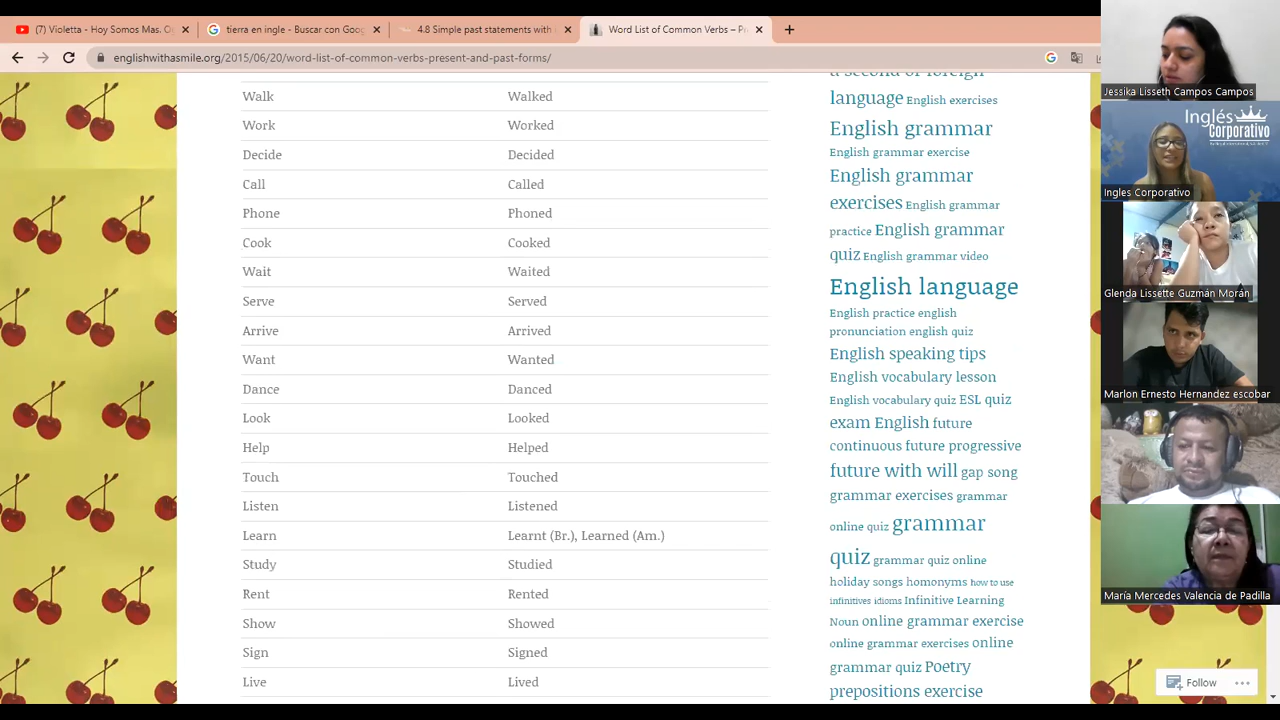 (7) Violetta - Hoy Somos Mas. O
tierra en ingle - Buscar con Goog
4.8 Simple past statements with
Word List of Common Verbs – Pr
englishwithasmile.org/2015/06/20/word-list-of-common-verbs-present-and-past-forms/
Walk Walked
Work Worked
Decide Decided
Call Called
Phone Phoned
Cook Cooked
Wait Waited
Serve Served
Arrive Arrived
Want Wanted
Dance Danced
Look Looked
Help Helped
Touch Touched
Listen Listened
Learn Learnt (Br.), Learned (Am.)
Study Studied
Rent Rented
Show Showed
Sign Signed
Live Lived
a second or foreign
language English exercises
English grammar
English grammar exercise
English grammar
exercises English grammar
practice English grammar
quiz English grammar video
English language
English practice english
pronunciation english quiz
English speaking tips
English vocabulary lesson
English vocabulary quiz ESL quiz
exam English future
continuous future progressive
future with will gap song
grammar exercises grammar
online quiz grammar
quiz grammar quiz online
holiday songs homonyms how to use
infinitives idioms Infinitive Learning
Noun online grammar exercise
online grammar exercises online
grammar quiz Poetry
prepositions exercise
Follow
Jessika Lisseth Campos Campos
Inglés
Corporativo
Ingles Corporativo
Glenda Lissette Guzmán Morán
Marlon Ernesto Hernandez escobar
María Mercedes Valencia de Padilla